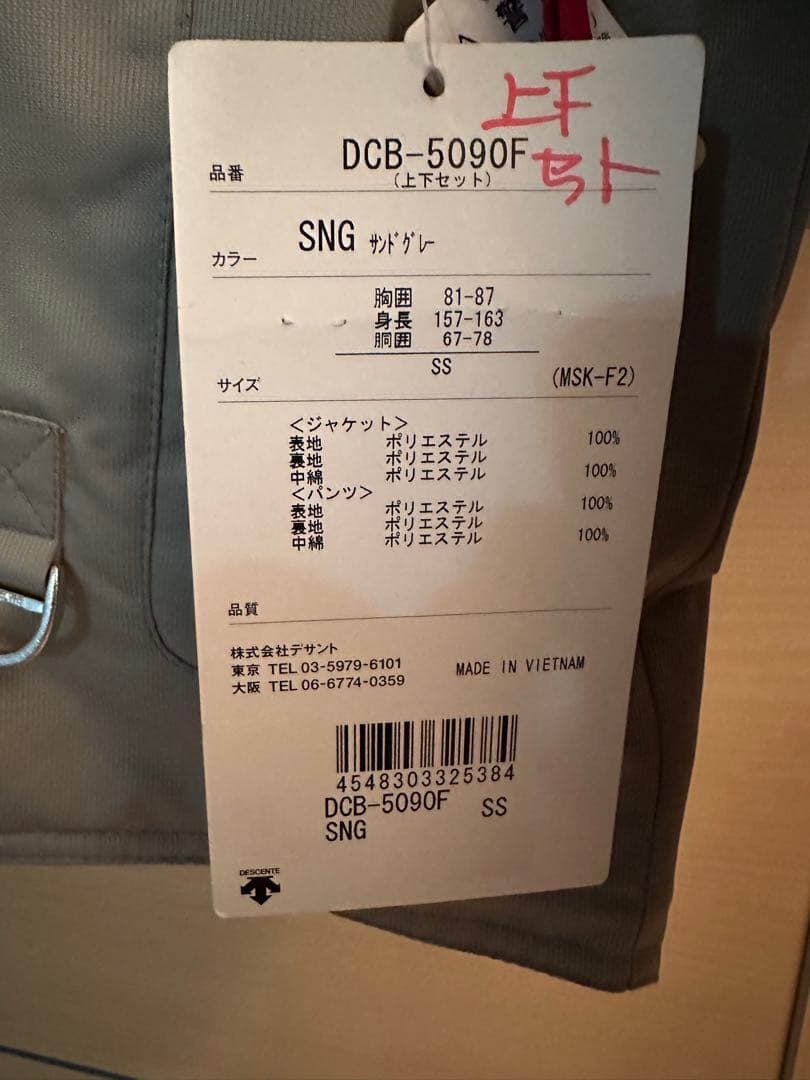 上下
セット
品番 DCB-5090F
(上下セット)
カラー SNG サンドグレー
胸囲 81-87
身長 157-163
胴囲 67-78
サイズ SS (MSK-F2)
<ジャケット>
表地 ポリエステル 100%
裏地 ポリエステル
中綿 ポリエステル 100%
<パンツ>
表地 ポリエステル 100%
裏地 ポリエステル
中綿 ポリエステル 100%
品質
株式会社デサント
東京 TEL 03-5979-6101
大阪 TEL 06-6774-0359
MADE IN VIETNAM
4548303325384
DCB-5090F SS
SNG
DESCENTE